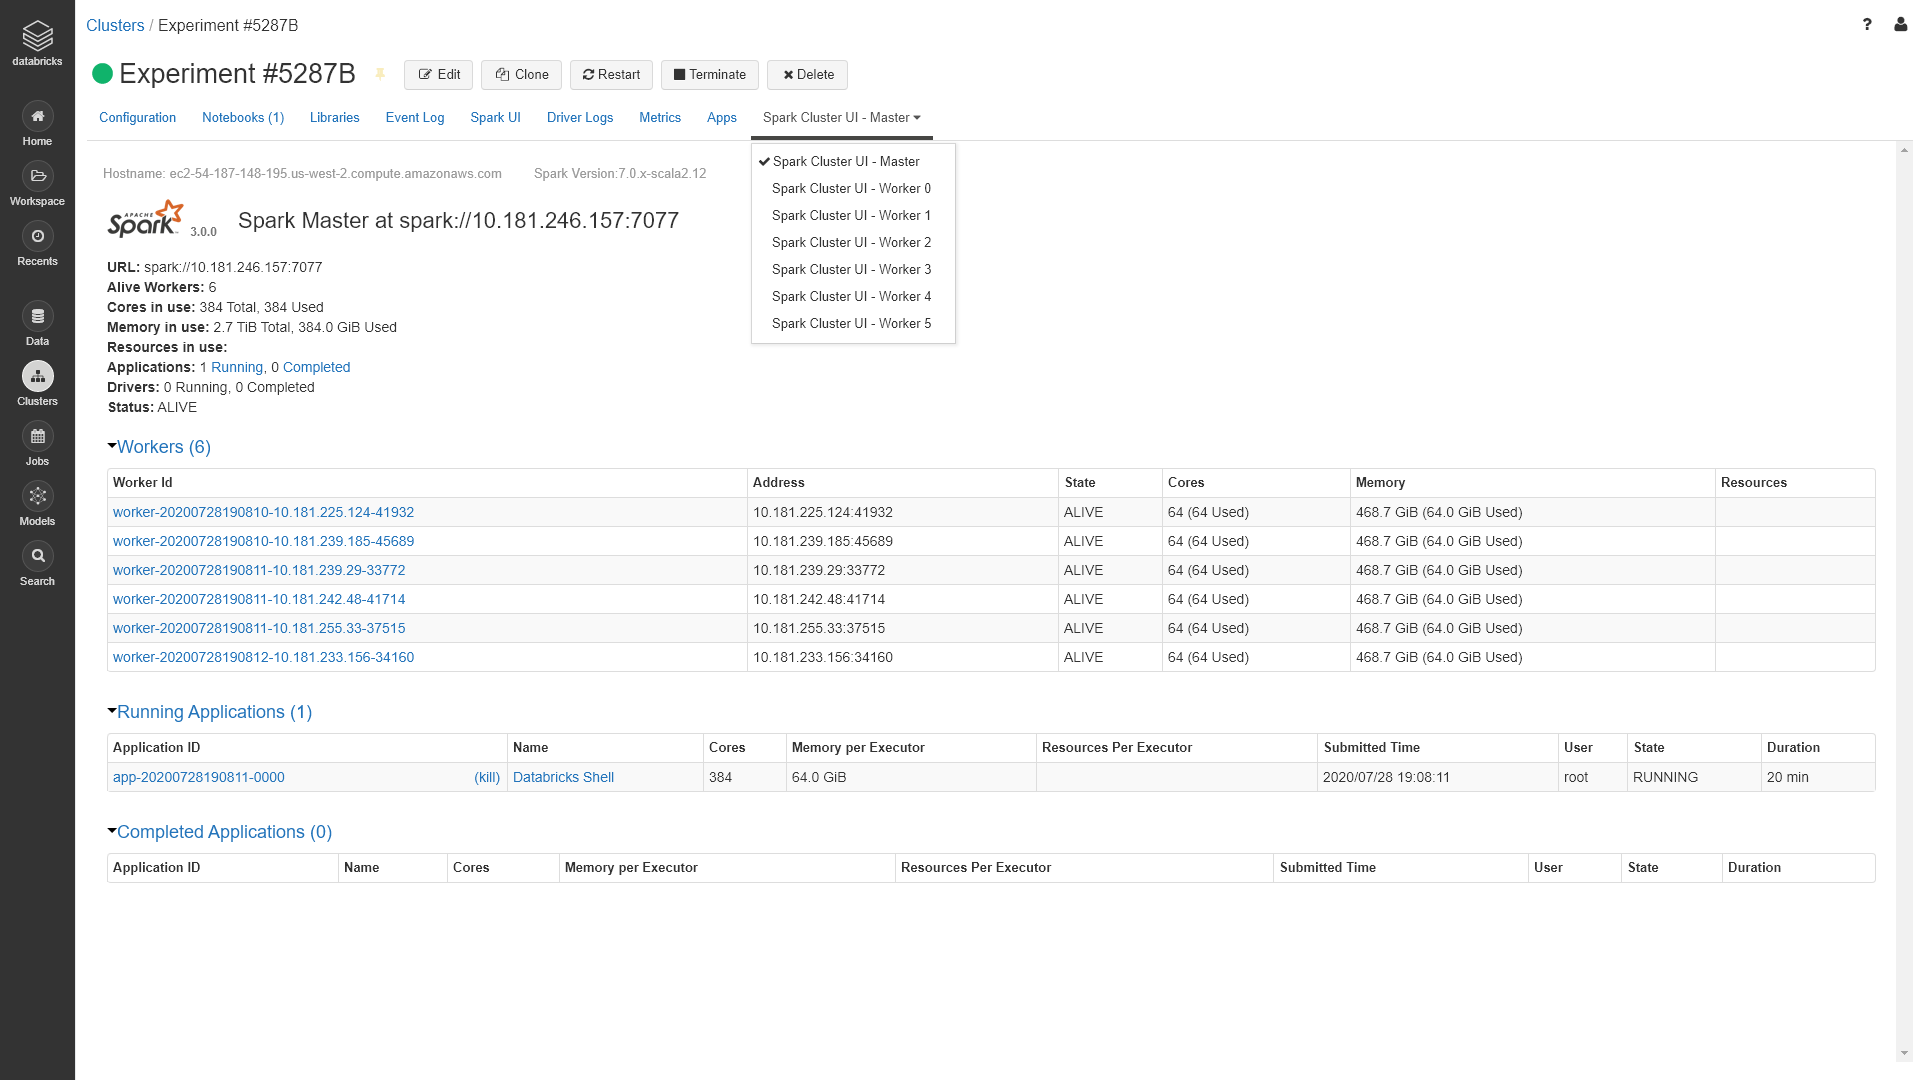 databricks
Home
Workspace
Recents
Data
Clusters
Jobs
Models
Search
Clusters / Experiment #5287B
?
Experiment #5287B Edit Clone Restart Terminate Delete
Configuration Notebooks (1) Libraries Event Log Spark UI Driver Logs Metrics Apps Spark Cluster UI - Master
Spark Cluster UI - Master
Spark Cluster UI - Worker 0
Spark Cluster UI - Worker 1
Spark Cluster UI - Worker 2
Spark Cluster UI - Worker 3
Spark Cluster UI - Worker 4
Spark Cluster UI - Worker 5
Hostname: ec2-54-187-148-195.us-west-2.compute.amazonaws.com Spark Version:7.0.x-scala2.12
APACHE Spark 3.0.0 Spark Master at spark://10.181.246.157:7077
URL: spark://10.181.246.157:7077
Alive Workers: 6
Cores in use: 384 Total, 384 Used
Memory in use: 2.7 TiB Total, 384.0 GiB Used
Resources in use:
Applications: 1 Running, 0 Completed
Drivers: 0 Running, 0 Completed
Status: ALIVE
Workers (6)
Worker Id Address State Cores Memory Resources
worker-20200728190810-10.181.225.124-41932 10.181.225.124:41932 ALIVE 64 (64 Used) 468.7 GiB (64.0 GiB Used)
worker-20200728190810-10.181.239.185-45689 10.181.239.185:45689 ALIVE 64 (64 Used) 468.7 GiB (64.0 GiB Used)
worker-20200728190811-10.181.239.29-33772 10.181.239.29:33772 ALIVE 64 (64 Used) 468.7 GiB (64.0 GiB Used)
worker-20200728190811-10.181.242.48-41714 10.181.242.48:41714 ALIVE 64 (64 Used) 468.7 GiB (64.0 GiB Used)
worker-20200728190811-10.181.255.33-37515 10.181.255.33:37515 ALIVE 64 (64 Used) 468.7 GiB (64.0 GiB Used)
worker-20200728190812-10.181.233.156-34160 10.181.233.156:34160 ALIVE 64 (64 Used) 468.7 GiB (64.0 GiB Used)
Running Applications (1)
Application ID Name Cores Memory per Executor Resources Per Executor Submitted Time User State Duration
app-20200728190811-0000 (kill) Databricks Shell 384 64.0 GiB 2020/07/28 19:08:11 root RUNNING 20 min
Completed Applications (0)
Application ID Name Cores Memory per Executor Resources Per Executor Submitted Time User State Duration